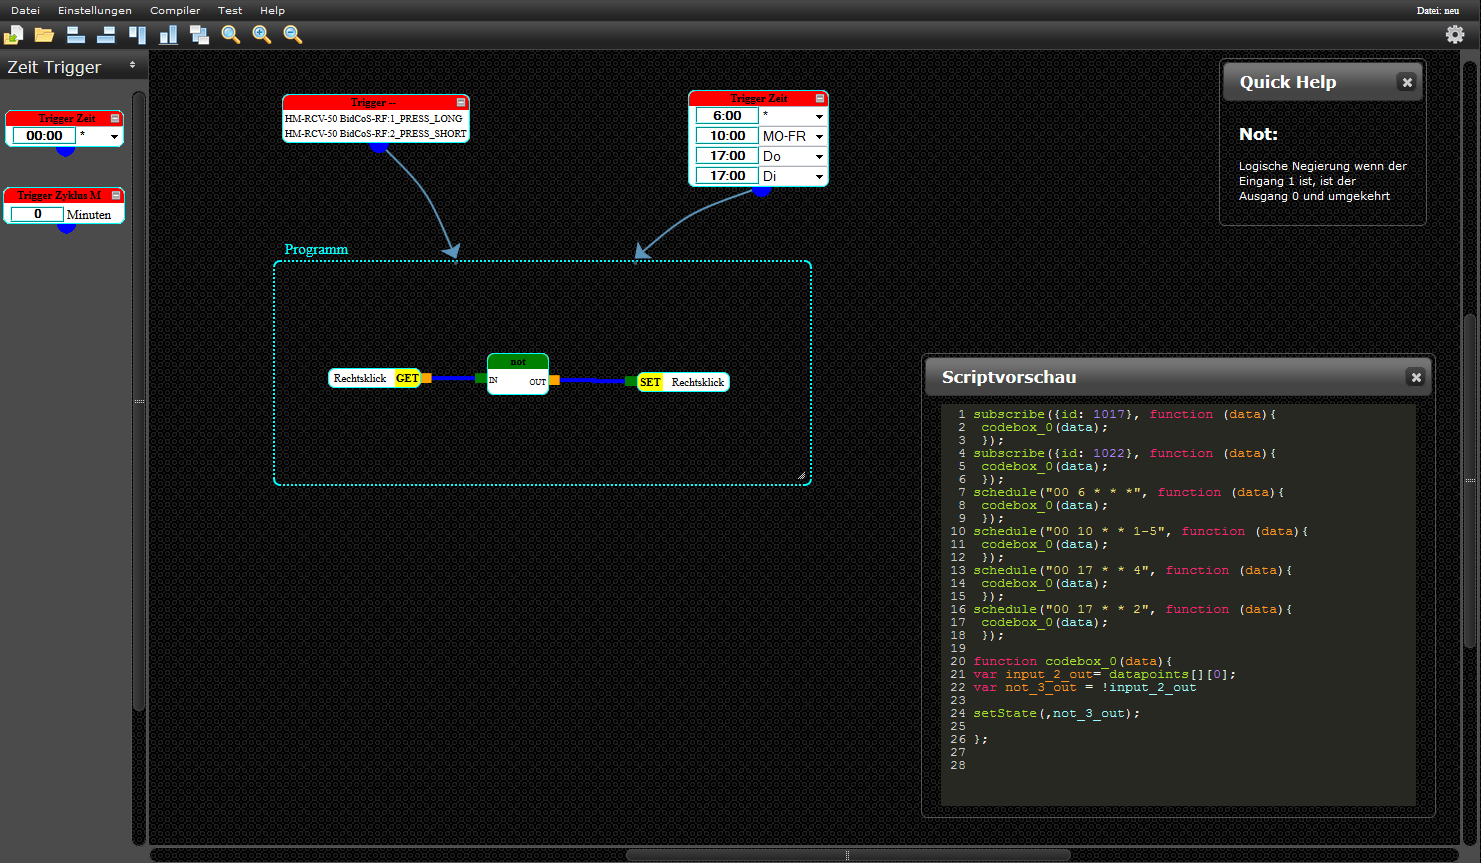 Datei Einstellungen Compiler Test Help Datei: neu
Zeit Trigger
Trigger Zeit
00:00 *
Trigger Zyklus M
0 Minuten
Trigger --
HM-RCV-50 BidCoS-RF:1_PRESS_LONG
HM-RCV-50 BidCoS-RF:2_PRESS_SHORT
Trigger Zeit
6:00 *
10:00 MO-FR
17:00 Do
17:00 Di
Programm
Rechtsklick GET
not
IN
OUT
SET Rechtsklick
Quick Help
Not:
Logische Negierung wenn der
Eingang 1 ist, ist der
Ausgang 0 und umgekehrt
Scriptvorschau
1 subscribe({id: 1017}, function (data){
2 codebox_0(data);
3 });
4 subscribe({id: 1022}, function (data){
5 codebox_0(data);
6 });
7 schedule("00 6 * * *", function (data){
8 codebox_0(data);
9 });
10 schedule("00 10 * * 1-5", function (data){
11 codebox_0(data);
12 });
13 schedule("00 17 * * 4", function (data){
14 codebox_0(data);
15 });
16 schedule("00 17 * * 2", function (data){
17 codebox_0(data);
18 });
19
20 function codebox_0(data){
21 var input_2_out= datapoints[][0];
22 var not_3_out = !input_2_out
23
24 setState(,not_3_out);
25
26 };
27
28